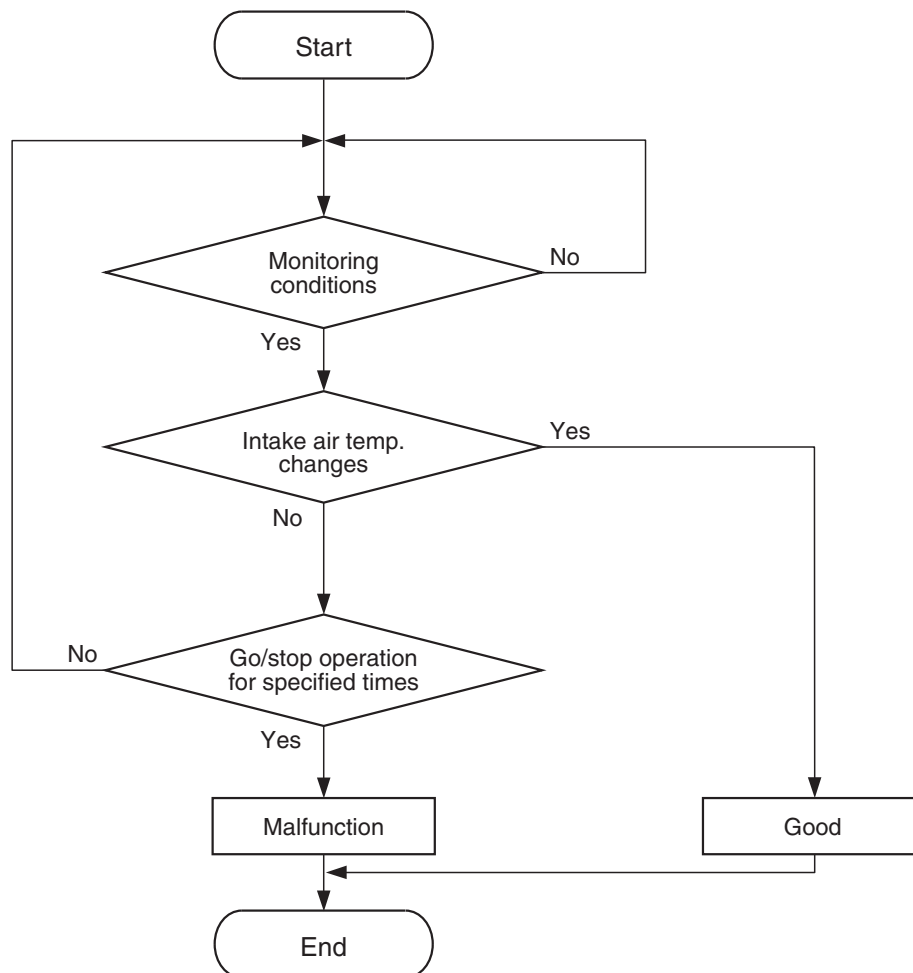 Start
Monitoring
conditions
No
Yes
Intake air temp.
changes
Yes
No
Go/stop operation
for specified times
No
Yes
Malfunction
Good
End